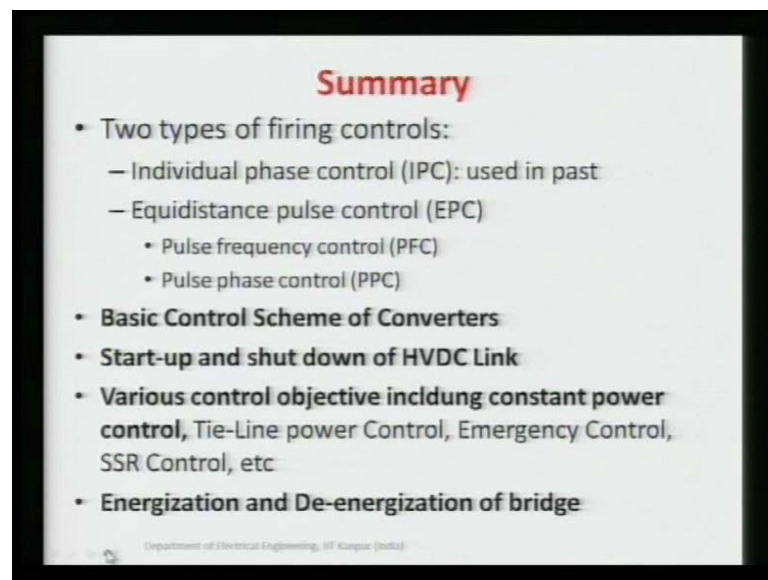 Summary
• Two types of firing controls:
– Individual phase control (IPC): used in past
– Equidistance pulse control (EPC)
• Pulse frequency control (PFC)
• Pulse phase control (PPC)
• Basic Control Scheme of Converters
• Start-up and shut down of HVDC Link
• Various control objective incldung constant power
control, Tie-Line power Control, Emergency Control,
SSR Control, etc
• Energization and De-energization of bridge
Department of Electrical Engineering, IIT Kanpur (India)